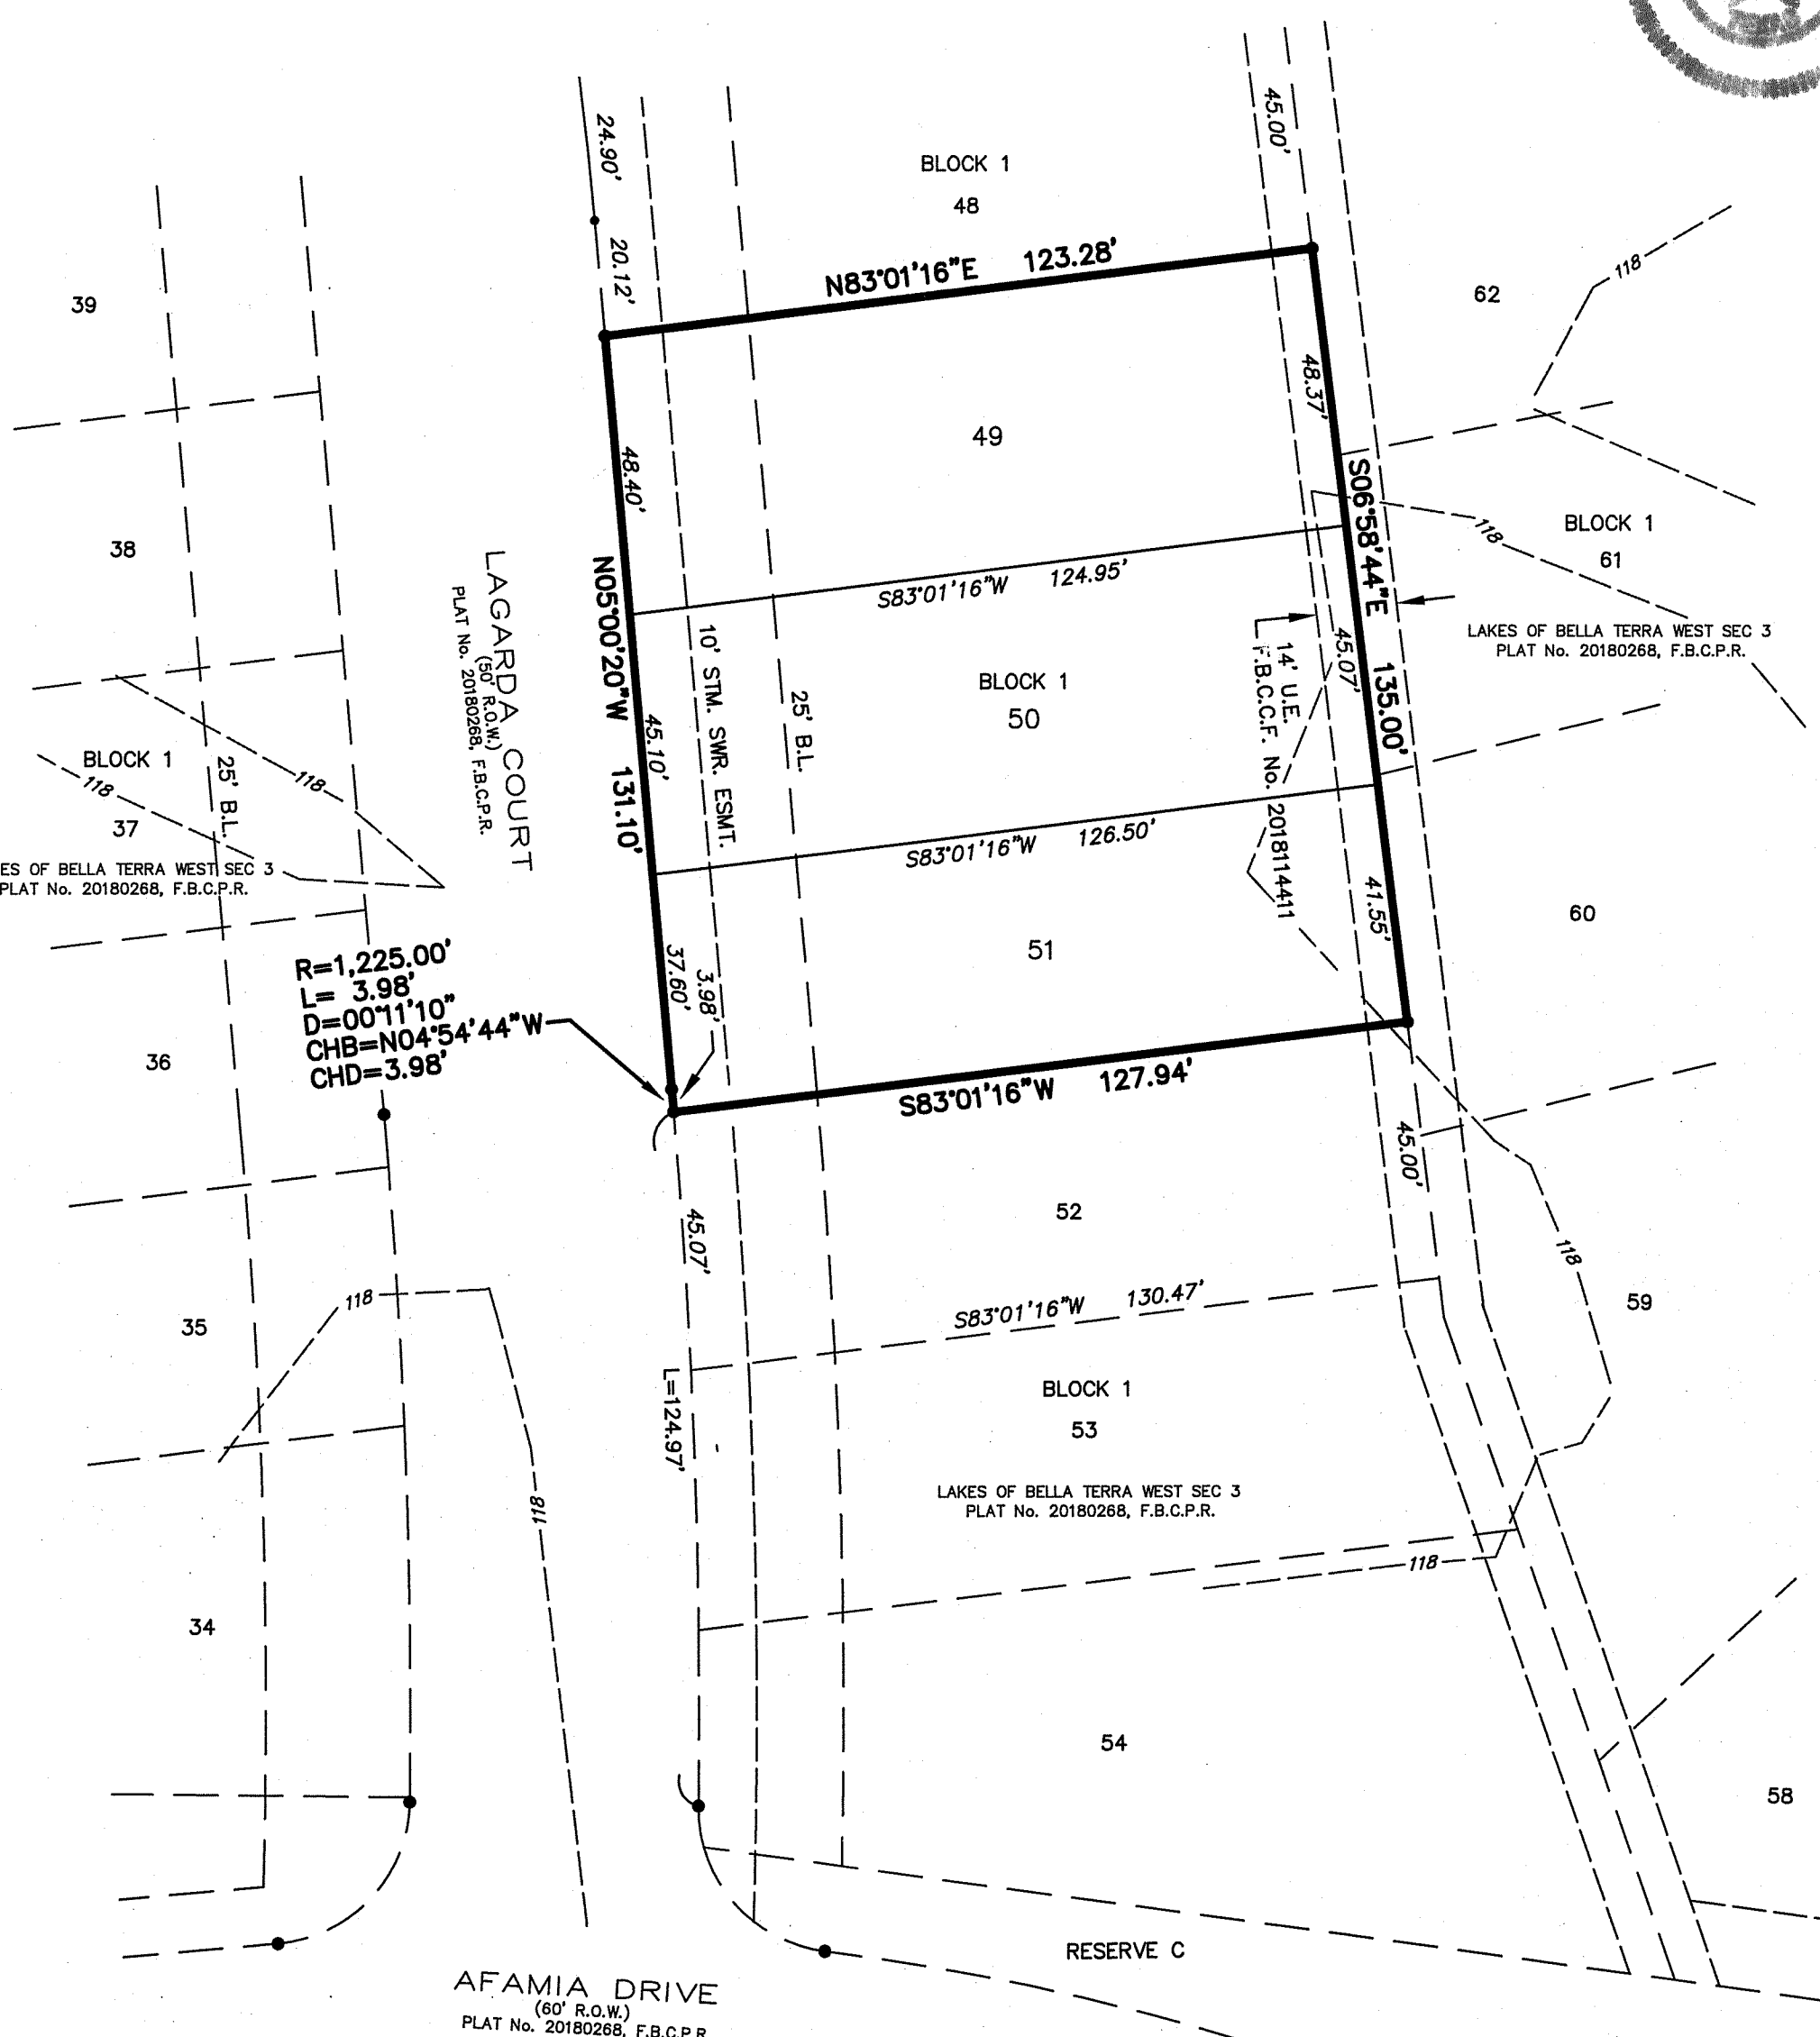 24.90'
20.12'
45.00'
BLOCK 1
48
N83°01'16"E 123.28'
39
62
118
48.37'
49
48.40'
S06°58'44"E 135.00'
38
118
BLOCK 1
61
LAKES OF BELLA TERRA WEST SEC 3
PLAT No. 20180268, F.B.C.P.R.
LAGARDA COURT
(50' R.O.W.)
PLAT No. 20180268, F.B.C.P.R.
N05°00'20"W 131.10'
S83°01'16"W 124.95'
45.07'
14' U.E.
F.B.C.C.F. No. 2018114411
10' STM. SWR. ESMT.
25' B.L.
BLOCK 1
50
45.10'
BLOCK 1
118
118
37
25' B.L.
ES OF BELLA TERRA WEST SEC 3
PLAT No. 20180268, F.B.C.P.R.
S83°01'16"W 126.50'
41.55'
60
51
37.60'
3.98'
R=1,225.00'
L= 3.98'
D=00°11'10"
CHB=N04°54'44"W
CHD=3.98'
36
S83°01'16"W 127.94'
45.00'
52
45.07'
118
59
118
35
S83°01'16"W 130.47'
L=124.97'
BLOCK 1
53
LAKES OF BELLA TERRA WEST SEC 3
PLAT No. 20180268, F.B.C.P.R.
118
118
34
54
58
RESERVE C
AFAMIA DRIVE
(60' R.O.W.)
PLAT No. 20180268, F.B.C.P.R.